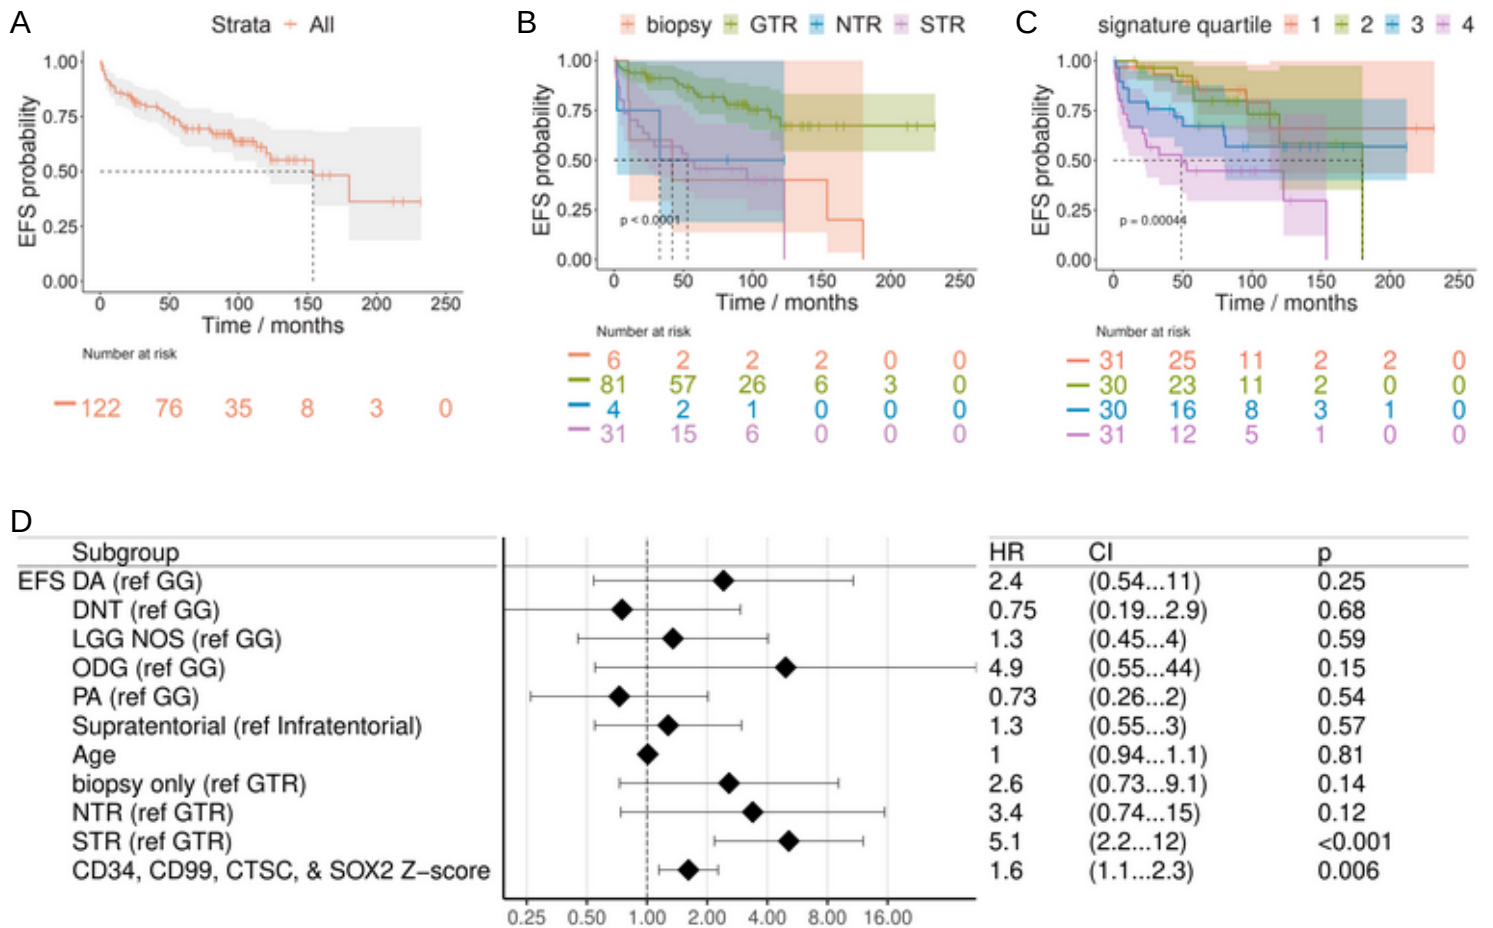 A
Strata All
1.00
0.75
0.50
0.25
0.00
EFS probability
0 50 100 150 200 250
Time / months
Number at risk
122 76 35 8 3 0
B
biopsy GTR NTR STR
1.00
0.75
0.50
0.25
0.00
EFS probability
p < 0.0001
0 50 100 150 200 250
Time / months
Number at risk
6 2 2 2 0 0
81 57 26 6 3 0
4 2 1 0 0 0
31 15 6 0 0 0
C
signature quartile 1 2 3 4
1.00
0.75
0.50
0.25
0.00
EFS probability
p = 0.00044
0 50 100 150 200 250
Time / months
Number at risk
31 25 11 2 2 0
30 23 11 2 0 0
30 16 8 3 1 0
31 12 5 1 0 0
D
Subgroup HR CI p
EFS DA (ref GG) 2.4 (0.54...11) 0.25
DNT (ref GG) 0.75 (0.19...2.9) 0.68
LGG NOS (ref GG) 1.3 (0.45...4) 0.59
ODG (ref GG) 4.9 (0.55...44) 0.15
PA (ref GG) 0.73 (0.26...2) 0.54
Supratentorial (ref Infratentorial) 1.3 (0.55...3) 0.57
Age 1 (0.94...1.1) 0.81
biopsy only (ref GTR) 2.6 (0.73...9.1) 0.14
NTR (ref GTR) 3.4 (0.74...15) 0.12
STR (ref GTR) 5.1 (2.2...12) <0.001
CD34, CD99, CTSC, & SOX2 Z−score 1.6 (1.1...2.3) 0.006
0.25 0.50 1.00 2.00 4.00 8.00 16.00